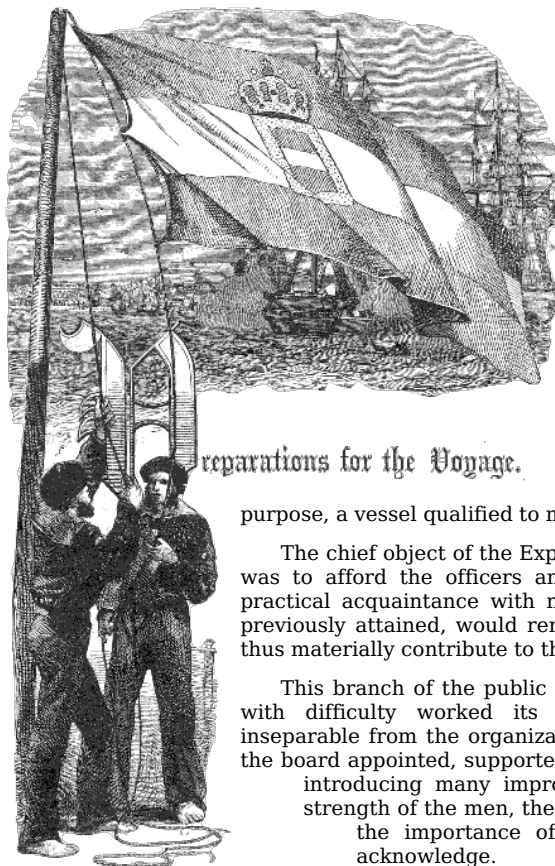 Preparations for the Voyage.
purpose, a vessel qualified to
The chief object of the Exp
was to afford the officers an
practical acquaintance with
previously attained, would ren
thus materially contribute to th
This branch of the public
with difficulty worked its
inseparable from the organiza
the board appointed, supporte
introducing many impro
strength of the men, the
the importance of
acknowledge.